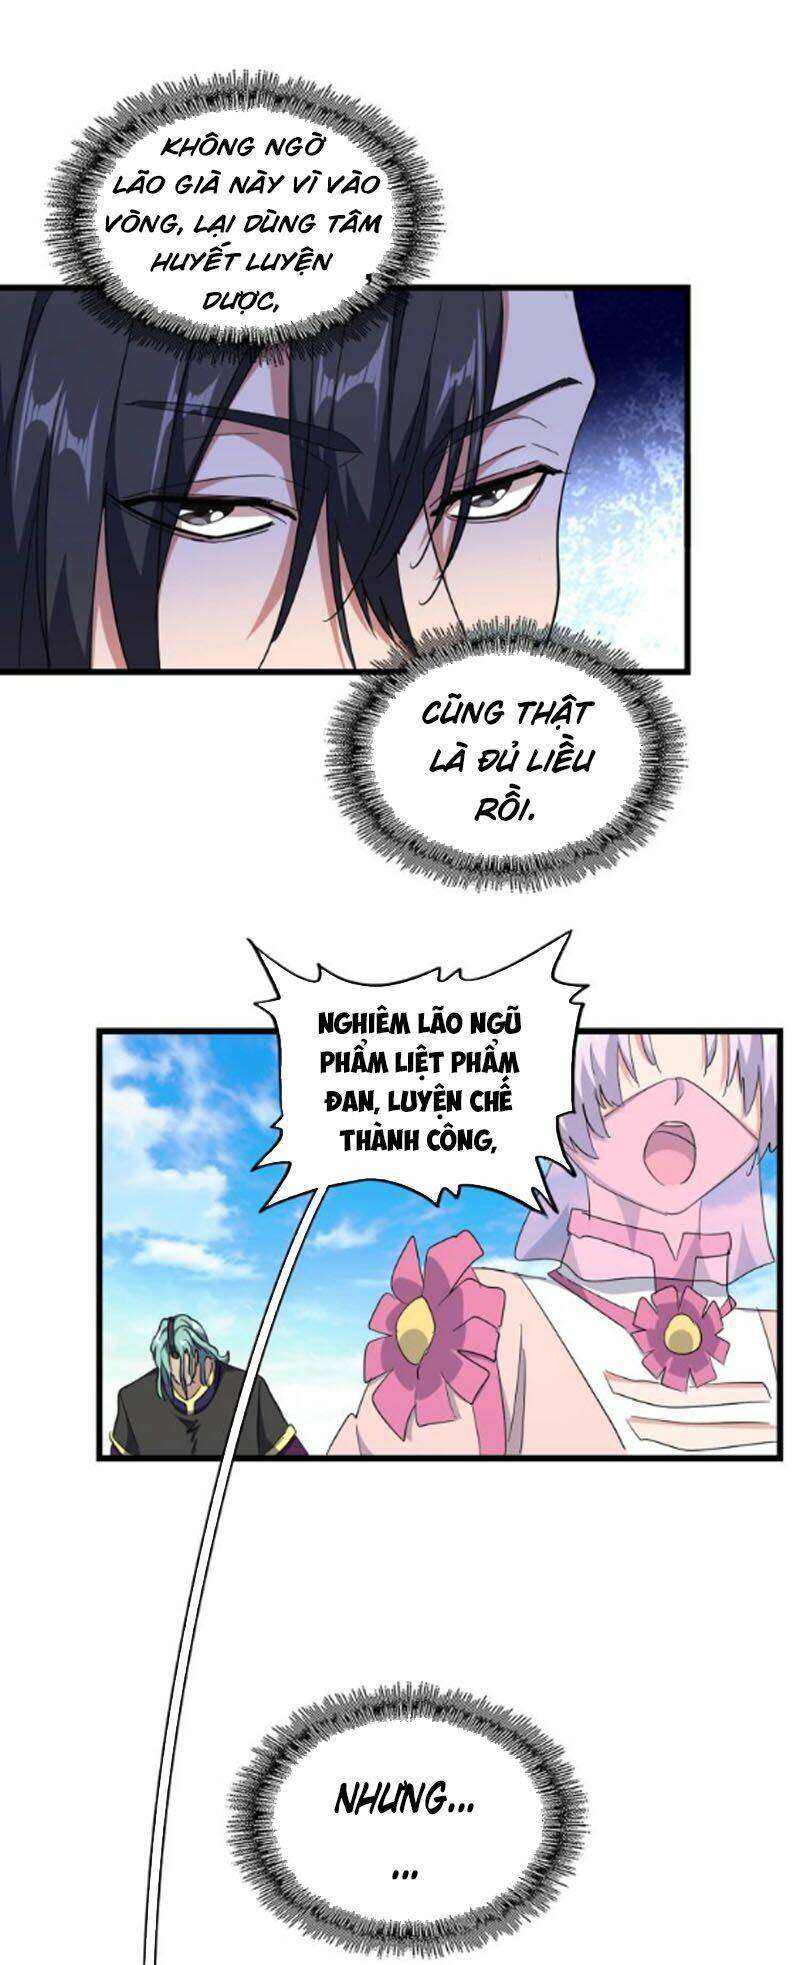 KHÔNG NGỜ
LÃO GIÀ NÀY VÌ VÀO
VÒNG, LẠI DÙNG TÂM
HUYẾT LUYỆN
DƯỢC,
CŨNG THẬT
LÀ ĐỦ LIỀU
RỒI.
NGHIÊM LÃO NGŨ
PHẨM LIỆT PHẨM
ĐAN, LUYỆN CHẾ
THÀNH CÔNG,
NHƯNG...
...